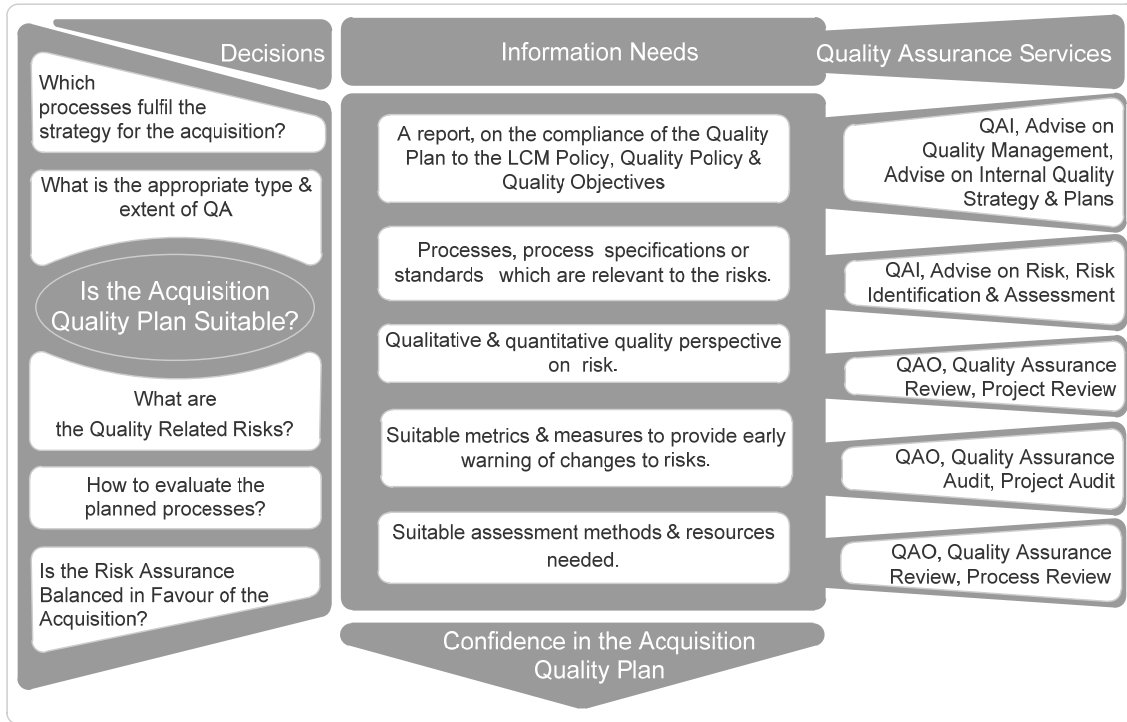 Decisions
Which
processes fulfil the
strategy for the acquisition?
What is the appropriate type &
extent of QA
Is the Acquisition
Quality Plan Suitable?
What are
the Quality Related Risks?
How to evaluate the
planned processes?
Is the Risk Assurance
Balanced in Favour of the
Acquisition?
Information Needs
A report, on the compliance of the Quality
Plan to the LCM Policy, Quality Policy &
Quality Objectives
Processes, process specifications or
standards which are relevant to the risks.
Qualitative & quantitative quality perspective
on risk.
Suitable metrics & measures to provide early
warning of changes to risks.
Suitable assessment methods & resources
needed.
Confidence in the Acquisition
Quality Plan
Quality Assurance Services
QAI, Advise on
Quality Management,
Advise on Internal Quality
Strategy & Plans
QAI, Advise on Risk, Risk
Identification & Assessment
QAO, Quality Assurance
Review, Project Review
QAO, Quality Assurance
Audit, Project Audit
QAO, Quality Assurance
Review, Process Review